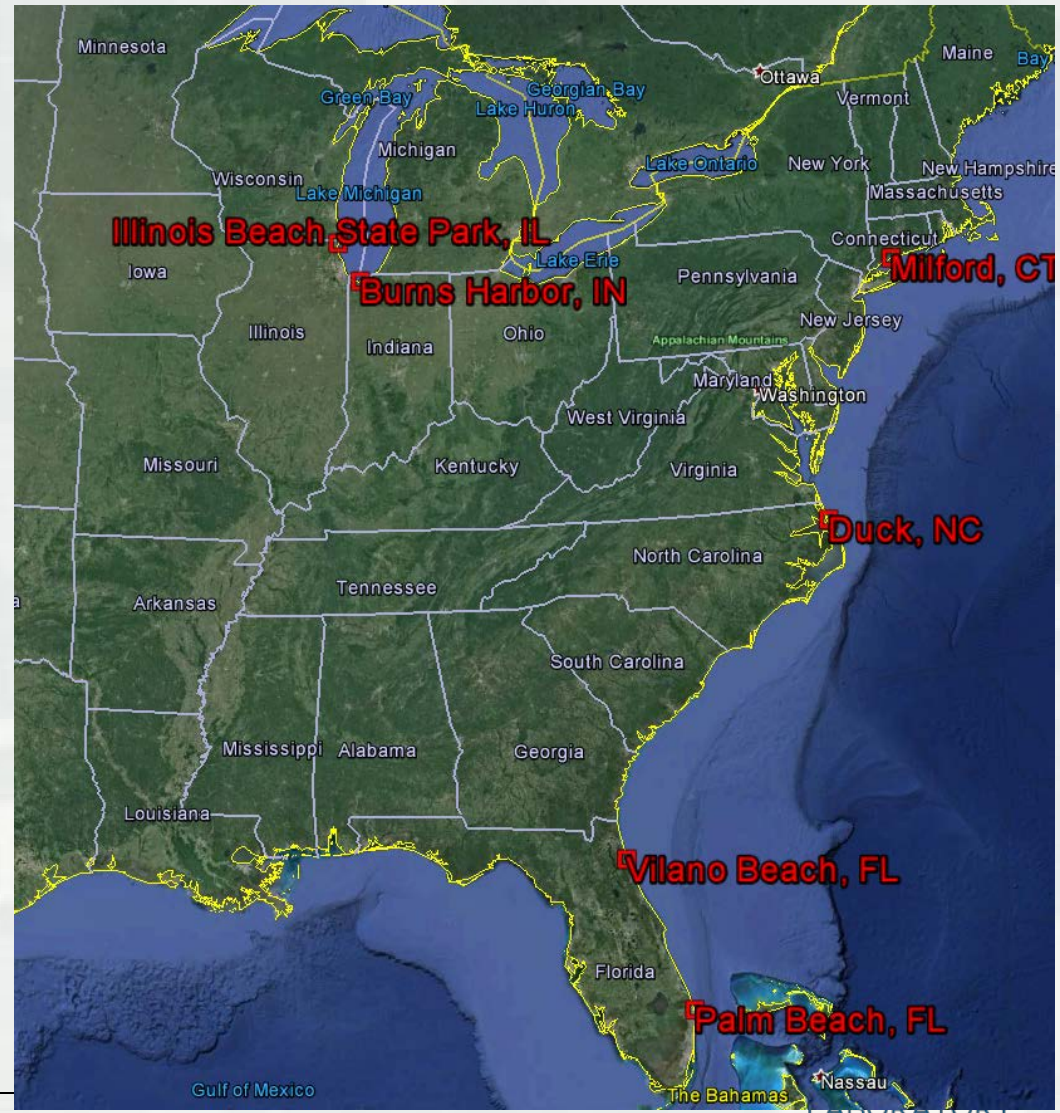 Minnesota
Maine
Bay
Ottawa
Green Bay
Georgian Bay
Lake Huron
Vermont
Michigan
Lake Ontario
New York
New Hampshire
Wisconsin
Lake Michigan
Massachusetts
Illinois Beach State Park, IL
Connecticut
Iowa
Lake Erie
Pennsylvania
Milford, CT
Burns Harbor, IN
New Jersey
Illinois
Indiana
Ohio
Appalachian Mountains
Maryland
Washington
West Virginia
Missouri
Kentucky
Virginia
Duck, NC
North Carolina
Tennessee
a
Arkansas
South Carolina
Mississippi
Alabama
Georgia
Louisiana
Vilano Beach, FL
Florida
Palm Beach, FL
Gulf of Mexico
The Bahamas
Nassau